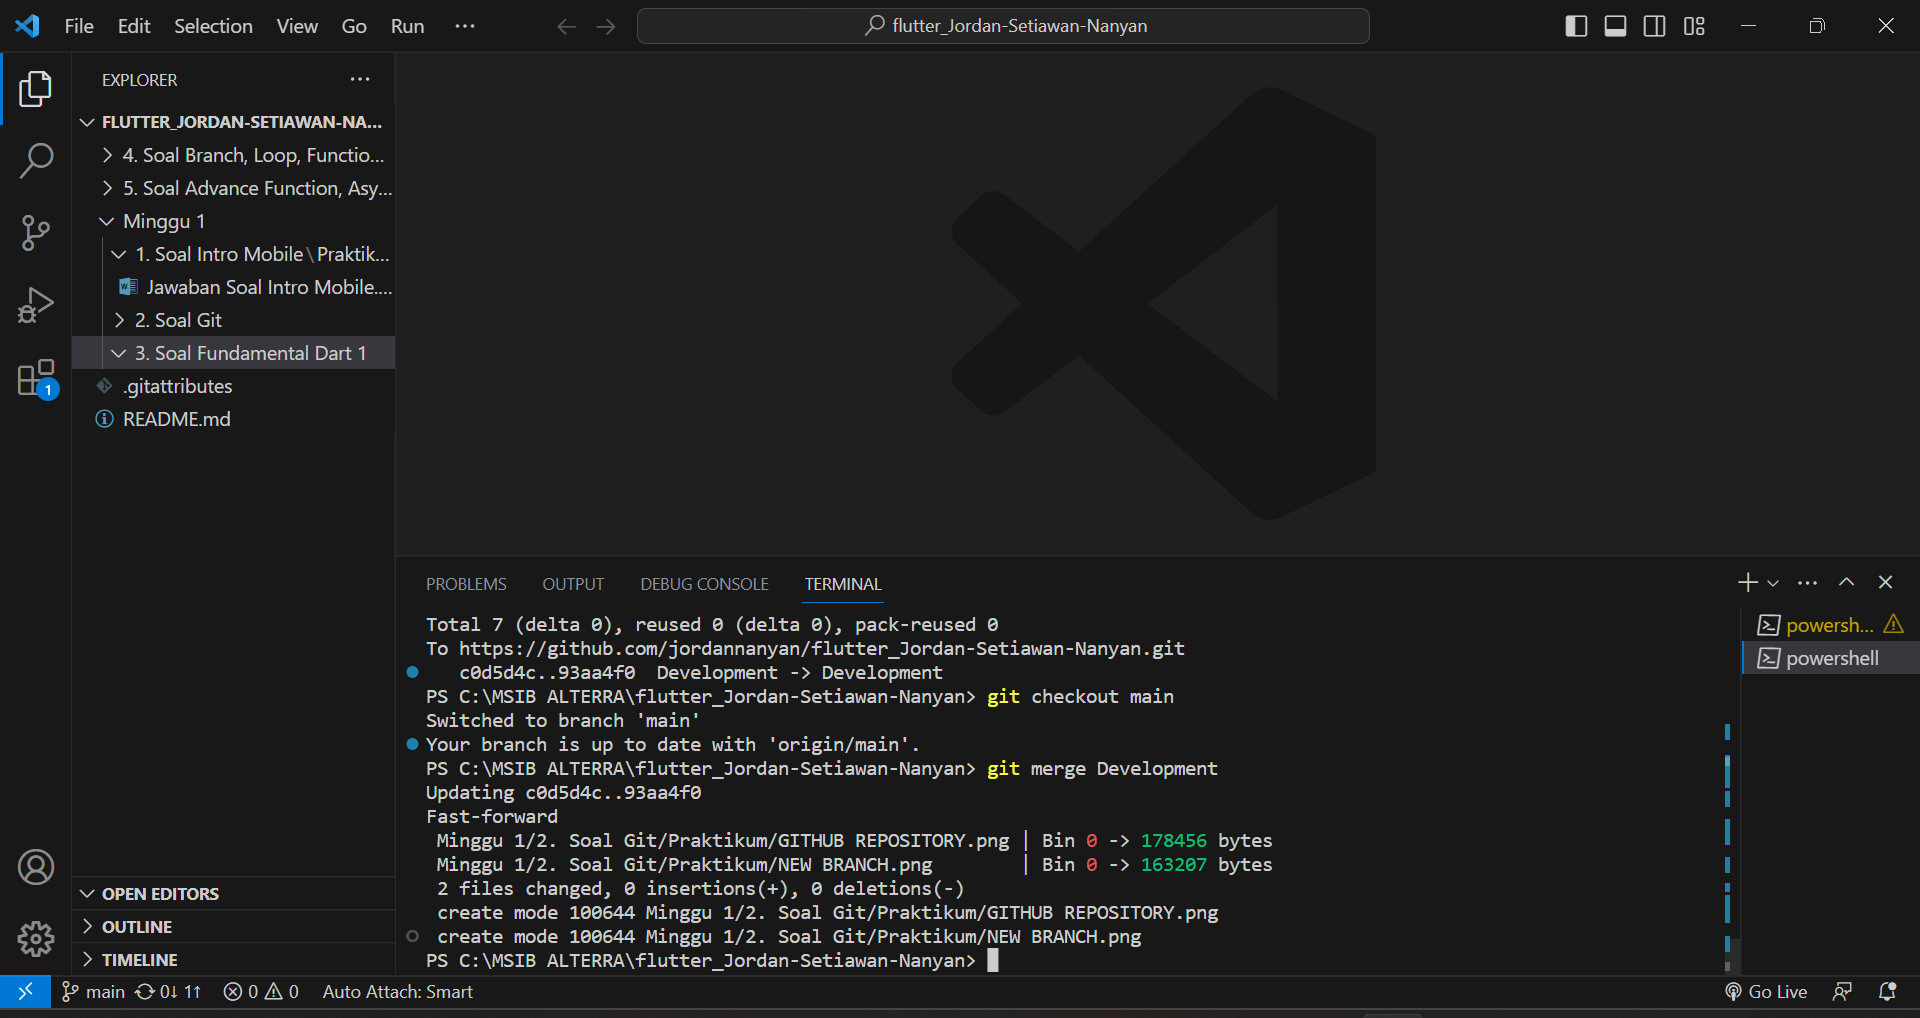 File Edit Selection View Go Run ···
flutter_Jordan-Setiawan-Nanyan
EXPLORER
FLUTTER_JORDAN-SETIAWAN-NA...
4. Soal Branch, Loop, Functio...
5. Soal Advance Function, Asy...
Minggu 1
1. Soal Intro Mobile\Praktik...
Jawaban Soal Intro Mobile....
2. Soal Git
3. Soal Fundamental Dart 1
.gitattributes
README.md
1
OPEN EDITORS
OUTLINE
TIMELINE
PROBLEMS OUTPUT DEBUG CONSOLE TERMINAL
Total 7 (delta 0), reused 0 (delta 0), pack-reused 0
To https://github.com/jordannanyan/flutter_Jordan-Setiawan-Nanyan.git
c0d5d4c..93aa4f0 Development -> Development
PS C:\MSIB ALTERRA\flutter_Jordan-Setiawan-Nanyan> git checkout main
Switched to branch 'main'
Your branch is up to date with 'origin/main'.
PS C:\MSIB ALTERRA\flutter_Jordan-Setiawan-Nanyan> git merge Development
Updating c0d5d4c..93aa4f0
Fast-forward
Minggu 1/2. Soal Git/Praktikum/GITHUB REPOSITORY.png | Bin 0 -> 178456 bytes
Minggu 1/2. Soal Git/Praktikum/NEW BRANCH.png | Bin 0 -> 163207 bytes
2 files changed, 0 insertions(+), 0 deletions(-)
create mode 100644 Minggu 1/2. Soal Git/Praktikum/GITHUB REPOSITORY.png
create mode 100644 Minggu 1/2. Soal Git/Praktikum/NEW BRANCH.png
PS C:\MSIB ALTERRA\flutter_Jordan-Setiawan-Nanyan>
powersh...
powershell
main 0↓ 1↑ 0 0 Auto Attach: Smart
Go Live